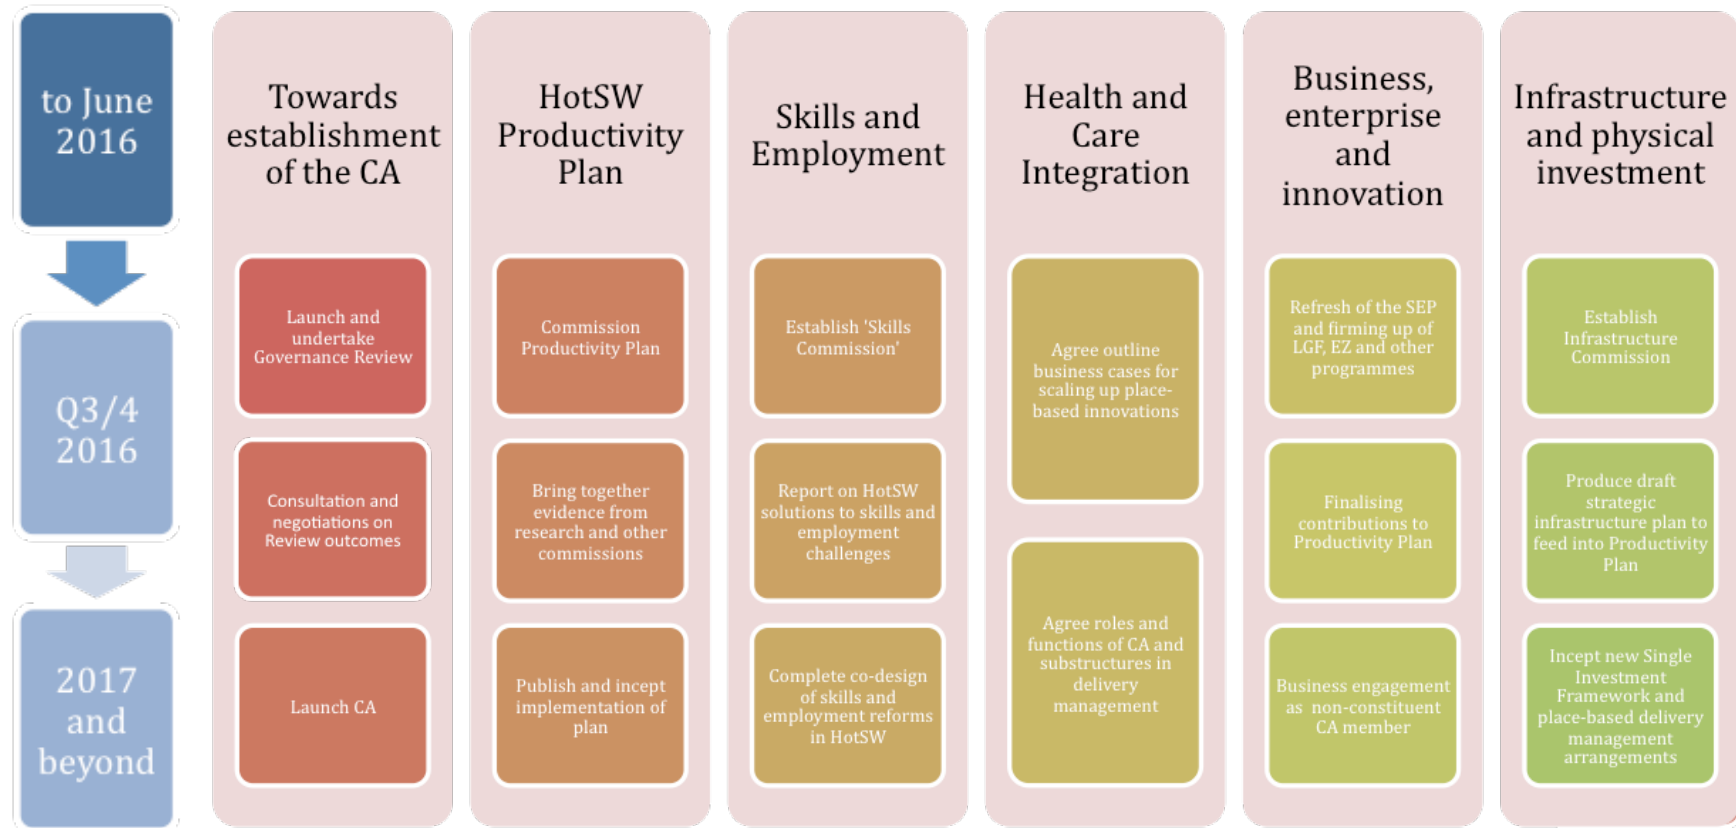 to June
2016
Q3/4
2016
2017
and
beyond
Towards
establishment
of the CA
Launch and
undertake
Governance Review
Consultation and
negotiations on
Review outcomes
Launch CA
HotSW
Productivity
Plan
Commission
Productivity Plan
Bring together
evidence from
research and other
commissions
Publish and incept
implementation of
plan
Skills and
Employment
Establish 'Skills
Commission'
Report on HotSW
solutions to skills and
employment
challenges
Complete co-design
of skills and
employment reforms
in HotSW
Health and
Care
Integration
Agree outline
business cases for
scaling up place-
based innovations
Agree roles and
functions of CA and
substructures in
delivery
management
Business,
enterprise
and
innovation
Refresh of the SEP
and firming up of
LGF, EZ and other
programmes
Finalising
contributions to
Productivity Plan
Business engagement
as non-constituent
CA member
Infrastructure
and physical
investment
Establish
Infrastructure
Commission
Produce draft
strategic
infrastructure plan to
feed into Productivity
Plan
Incept new Single
Investment
Framework and
place-based delivery
management
arrangements